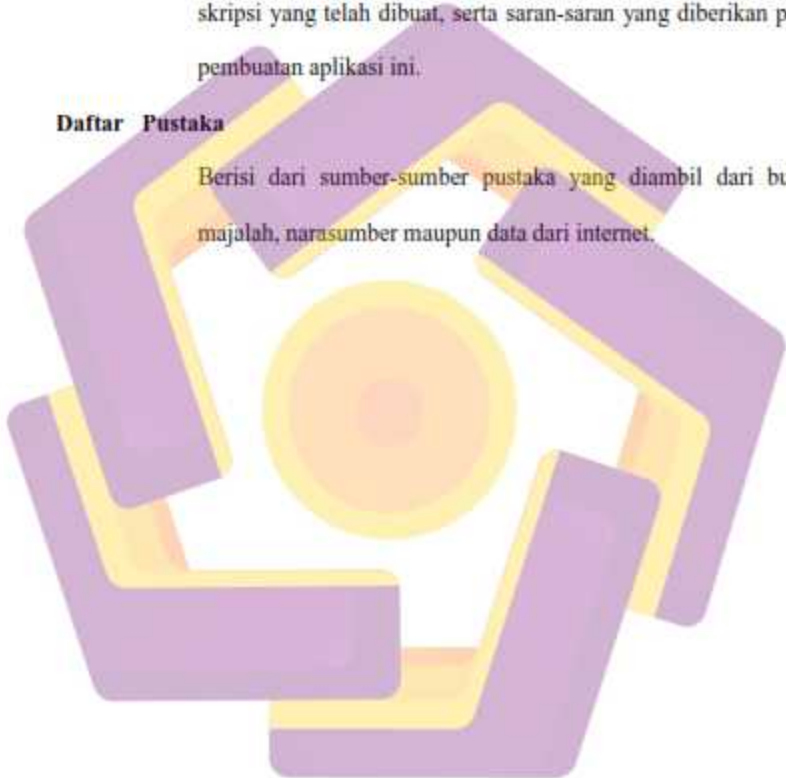 skripsi yang telah dibuat, serta saran-saran yang diberikan
pembuatan aplikasi ini.
Daftar Pustaka
Berisi dari sumber-sumber pustaka yang diambil dari
majalah, narasumber maupun data dari internet.